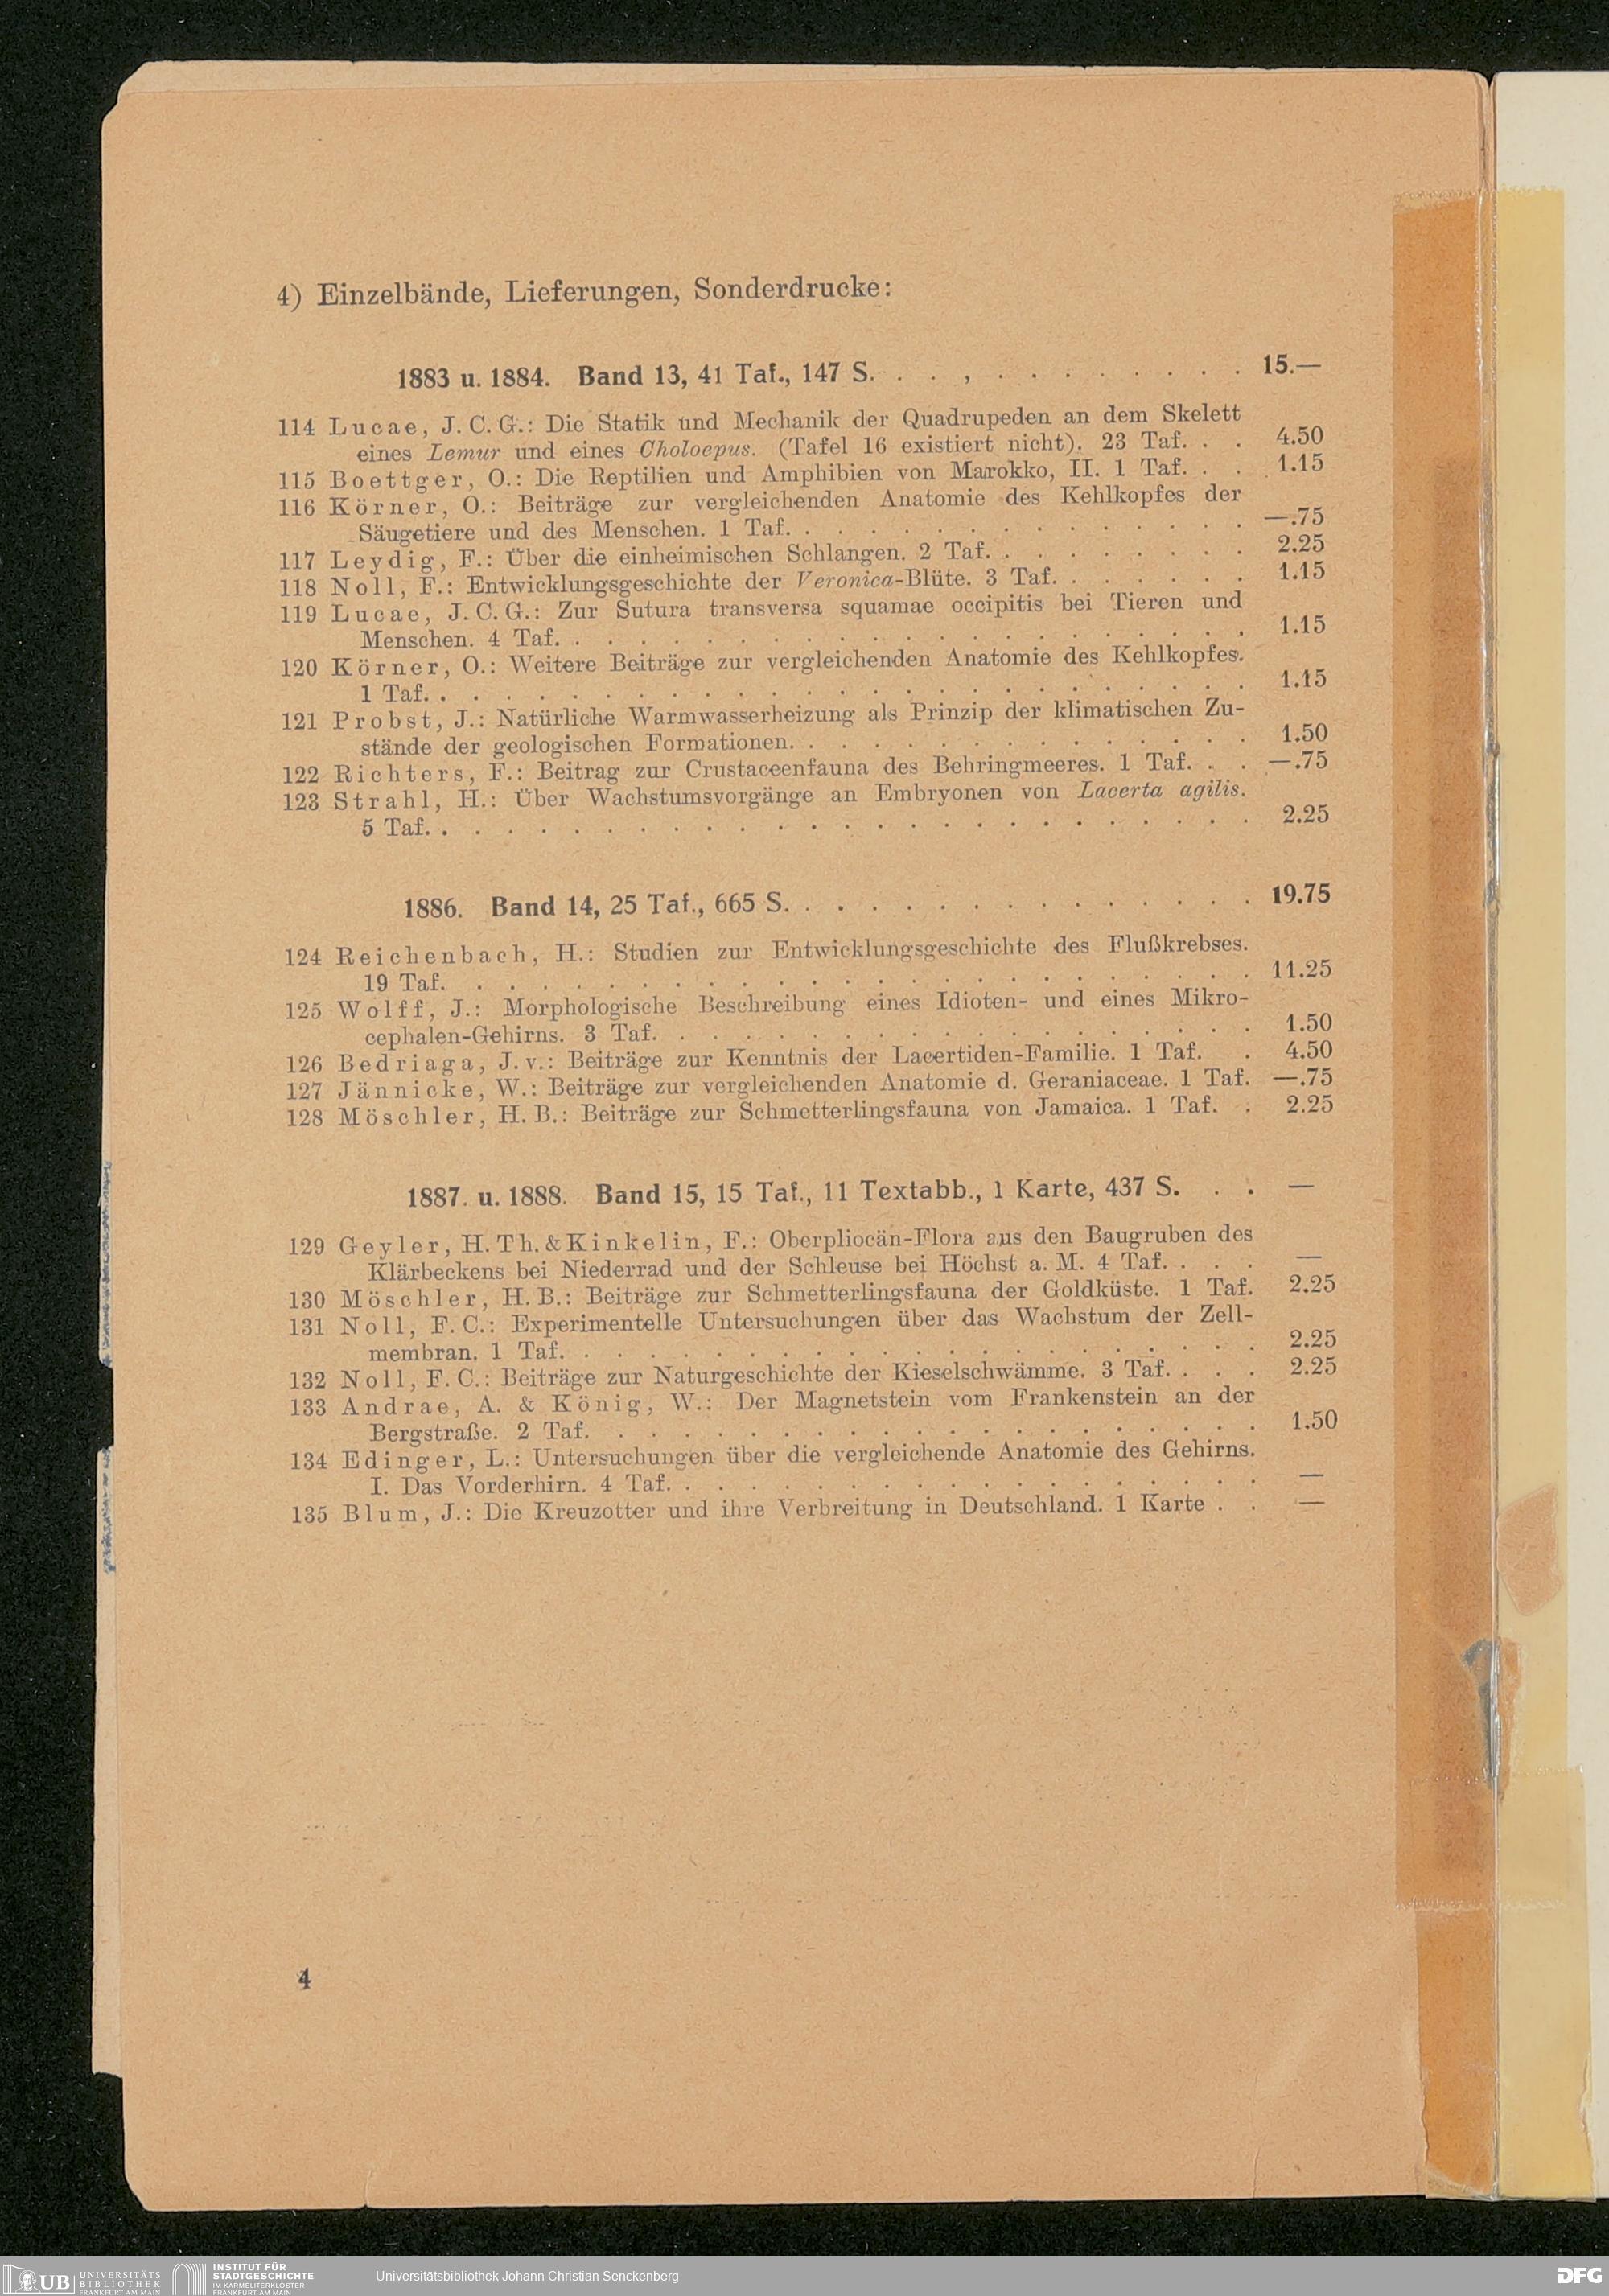 4) Einzelbände, Lieferungen, Sonderdrucke:
1883 u. 1884. Band 13, 41 Taf., 147 S. . . , . . . . . . . . 15.—
114 Lucae, J. C. G.: Die Statik und Mechanik der Quadrupeden an dem Skelett
eines Lemur und eines Choloepus. (Tafel 16 existiert nicht). 23 Taf. . . 4.50
115 Boettger, O.: Die Reptilien und Amphibien von Marokko, II. 1 Taf. . . 1.15
116 Körner, O.: Beiträge zur vergleichenden Anatomie des Kehlkopfes der
Säugetiere und des Menschen. 1 Taf. . . . . . . . . . . . . . —.75
117 Leydig, F.: Über die einheimischen Schlangen. 2 Taf. . . . . . . . . 2.25
118 Noll, F.: Entwicklungsgeschichte der Veronica-Blüte. 3 Taf. . . . . . . 1.15
119 Lucae, J. C. G.: Zur Sutura transversa squamae occipitis bei Tieren und
Menschen. 4 Taf. . . . . . . . . . . . . . . . . . . . . . 1.15
120 Körner, O.: Weitere Beiträge zur vergleichenden Anatomie des Kehlkopfes.
1 Taf. . . . . . . . . . . . . . . . . . . . . . . . . . 1.15
121 Probst, J.: Natürliche Warmwasserheizung als Prinzip der klimatischen Zu-
stände der geologischen Formationen. . . . . . . . . . . . . . 1.50
122 Richters, F.: Beitrag zur Crustaceenfauna des Behringmeeres. 1 Taf. . . —.75
123 Strahl, H.: Über Wachstumsvorgänge an Embryonen von Lacerta agilis.
5 Taf. . . . . . . . . . . . . . . . . . . . . . . . . . 2.25
1886. Band 14, 25 Taf., 665 S. . . . . . . . . . . . . . . 19.75
124 Reichenbach, H.: Studien zur Entwicklungsgeschichte des Flußkrebses.
19 Taf. . . . . . . . . . . . . . . . . . . . . . . . . 11.25
125 Wolff, J.: Morphologische Beschreibung eines Idioten- und eines Mikro-
cephalen-Gehirns. 3 Taf. . . . . . . . . . . . . . . . . . . 1.50
126 Bedriaga, J. v.: Beiträge zur Kenntnis der Lacertiden-Familie. 1 Taf. . 4.50
127 Jännicke, W.: Beiträge zur vergleichenden Anatomie d. Geraniaceae. 1 Taf. —.75
128 Möschler, H. B.: Beiträge zur Schmetterlingsfauna von Jamaica. 1 Taf. . 2.25
1887. u. 1888. Band 15, 15 Taf., 11 Textabb., 1 Karte, 437 S. . . —
129 Geyler, H. Th. & Kinkelin, F.: Oberpliocän-Flora aus den Baugruben des
Klärbeckens bei Niederrad und der Schleuse bei Höchst a. M. 4 Taf. . . . —
130 Möschler, H. B.: Beiträge zur Schmetterlingsfauna der Goldküste. 1 Taf. 2.25
131 Noll, F. C.: Experimentelle Untersuchungen über das Wachstum der Zell-
membran. 1 Taf. . . . . . . . . . . . . . . . . . . . . . 2.25
132 Noll, F. C.: Beiträge zur Naturgeschichte der Kieselschwämme. 3 Taf. . . . 2.25
133 Andrae, A. & König, W.: Der Magnetstein vom Frankenstein an der
Bergstraße. 2 Taf. . . . . . . . . . . . . . . . . . . . . 1.50
134 Edinger, L.: Untersuchungen über die vergleichende Anatomie des Gehirns.
I. Das Vorderhirn. 4 Taf. . . . . . . . . . . . . . . . . . . —
135 Blum, J.: Die Kreuzotter und ihre Verbreitung in Deutschland. 1 Karte . . —
4
UB UNIVERSITÄTS
BIBLIOTHEK
FRANKFURT AM MAIN
INSTITUT FÜR
STADTGESCHICHTE
IM KARMELITERKLOSTER
FRANKFURT AM MAIN
Universitätsbibliothek Johann Christian Senckenberg
DFG